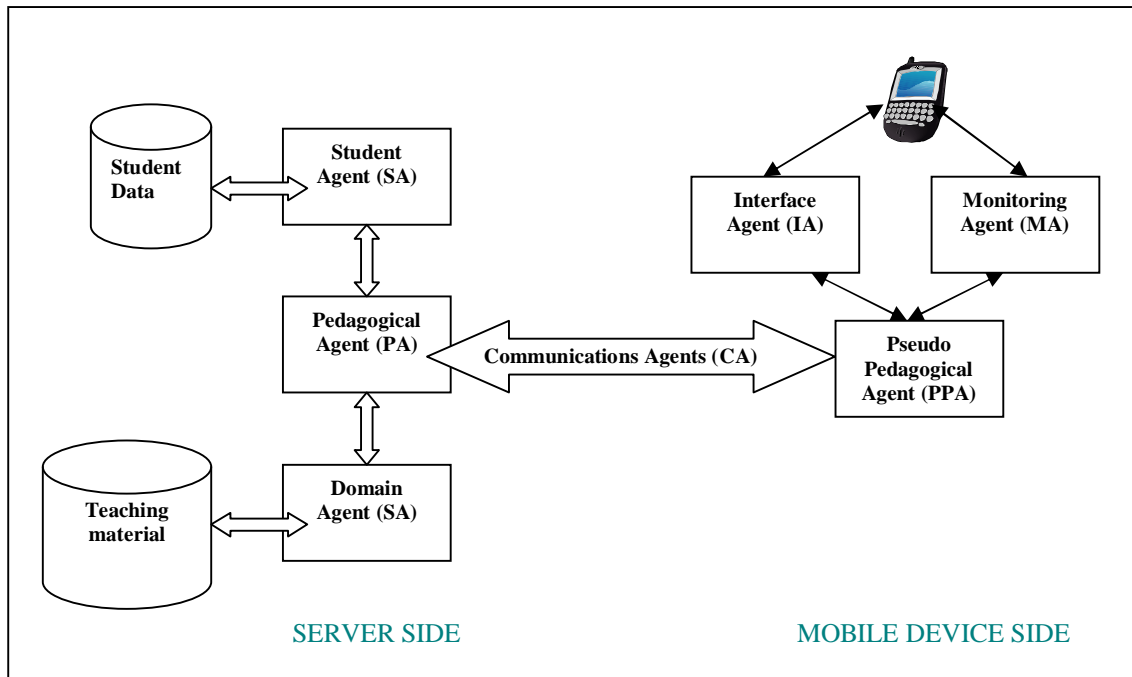 Student
Data
Student
Agent (SA)
Interface
Agent (IA)
Monitoring
Agent (MA)
Pedagogical
Agent (PA)
Communications Agents (CA)
Pseudo
Pedagogical
Agent (PPA)
Teaching
material
Domain
Agent (SA)
SERVER SIDE
MOBILE DEVICE SIDE